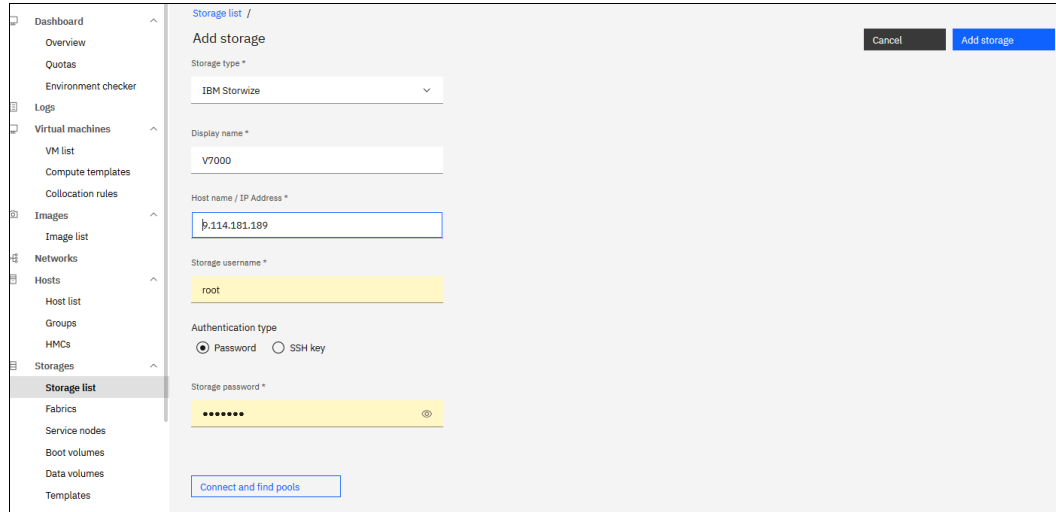 Dashboard
Overview
Quotas
Environment checker
Logs
Virtual machines
VM list
Compute templates
Collocation rules
Images
Image list
Networks
Hosts
Host list
Groups
HMCs
Storages
Storage list
Fabrics
Service nodes
Boot volumes
Data volumes
Templates
Storage list /
Add storage
Cancel
Add storage
Storage type *
IBM Storwize
Display name *
V7000
Host name / IP Address *
9.114.181.189
Storage username *
root
Authentication type
Password
SSH key
Storage password *
•••••••
Connect and find pools